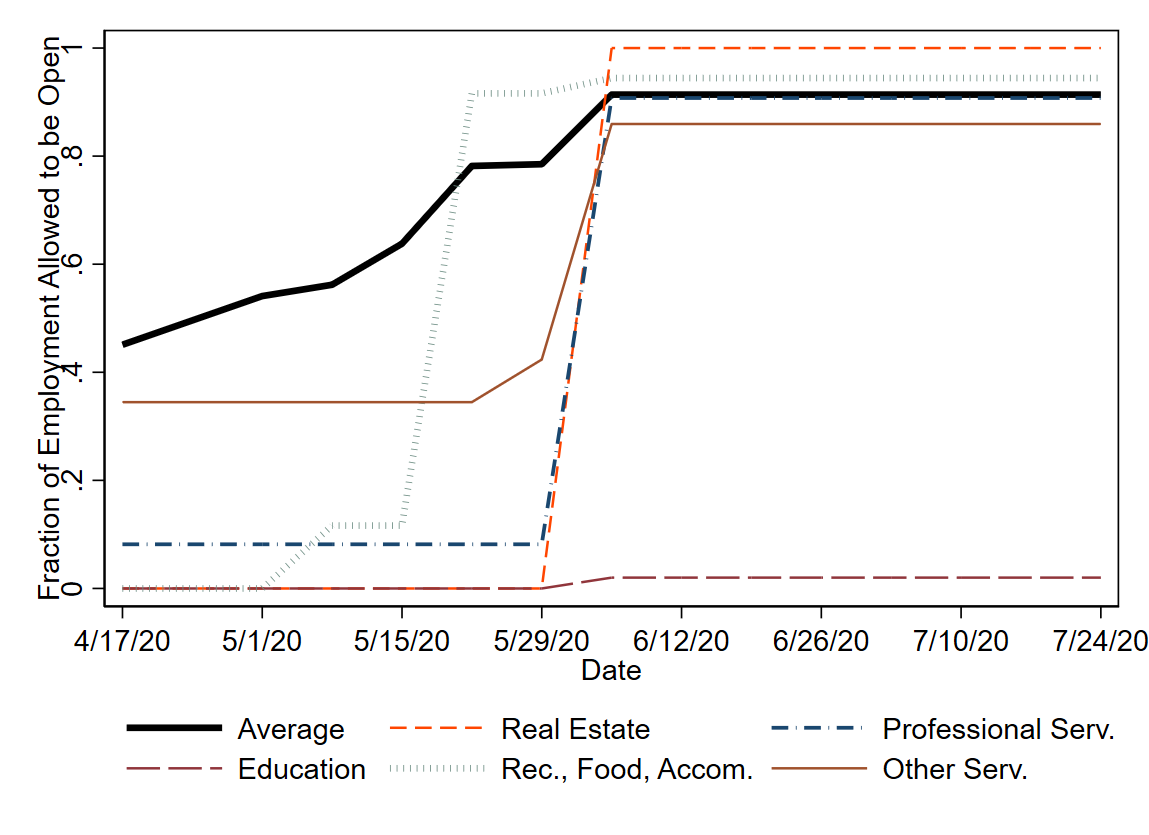 Fraction of Employment Allowed to be Open
1
.8
.6
.4
.2
0
4/17/20 5/1/20 5/15/20 5/29/20 6/12/20 6/26/20 7/10/20 7/24/20
Date
Average Real Estate Professional Serv.
Education Rec., Food, Accom. Other Serv.